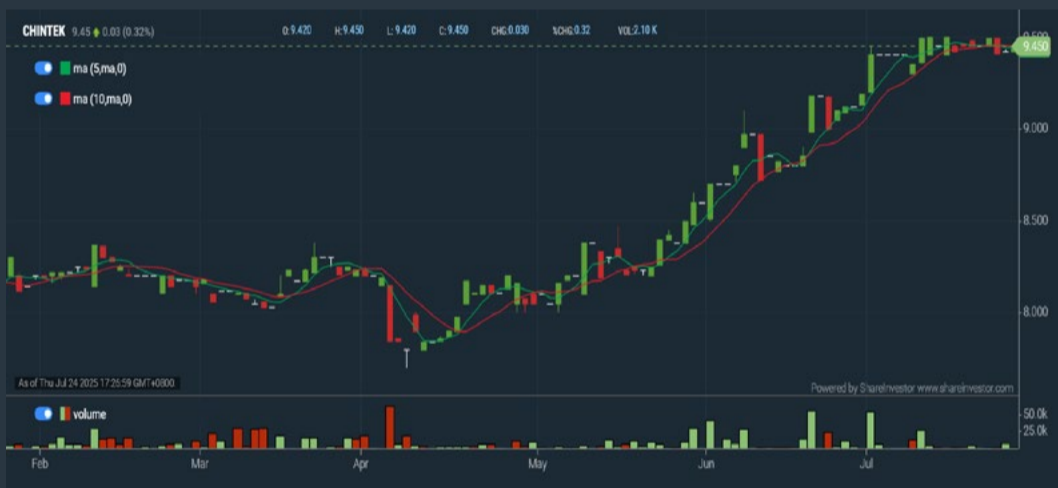 CHINTEK 9.45 0.03 (0.32%) O:9.420 H:9.450 L:9.420 C:9.450 CHG:0.030 %CHG:0.32 VOL:2.10 K
ma (5,ma,0)
ma (10,ma,0)
9.500
9.450
9.000
8.500
8.000
As of Thu Jul 24 2025 17:26:59 GMT+0800
Powered by ShareInvestor www.shareinvestor.com
volume
50.0k
25.0k
Feb Mar Apr May Jun Jul